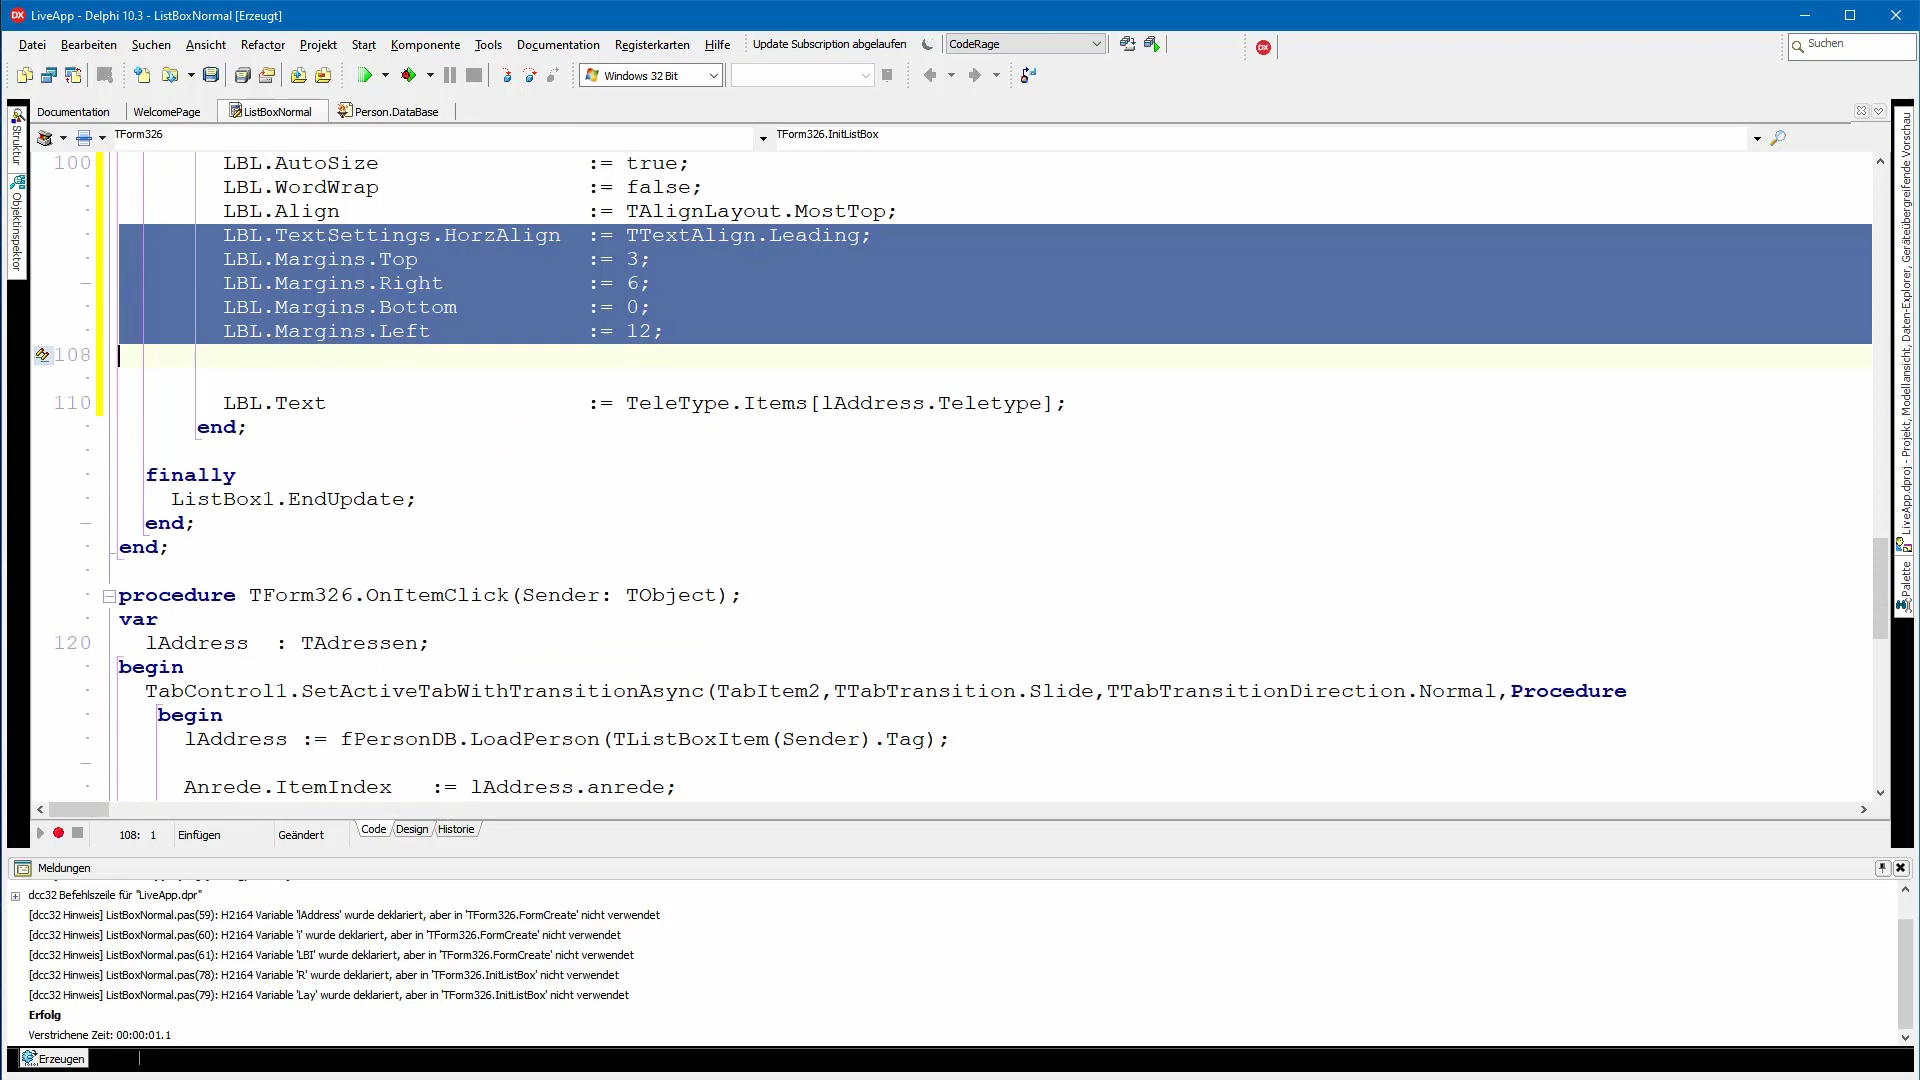 LiveApp - Delphi 10.3 - ListBoxNormal [Erzeugt]
Datei Bearbeiten Suchen Ansicht Refactor Projekt Start Komponente Tools Documentation Registerkarten Hilfe Update Subscription abgelaufen CodeRage Suchen
Windows 32 Bit
Documentation WelcomePage ListBoxNormal Person.DataBase
TForm326 TForm326.InitListBox
Struktur
Objektinspektor
100 LBL.AutoSize := true;
LBL.WordWrap := false;
LBL.Align := TAlignLayout.MostTop;
LBL.TextSettings.HorzAlign := TTextAlign.Leading;
LBL.Margins.Top := 3;
LBL.Margins.Right := 6;
LBL.Margins.Bottom := 0;
LBL.Margins.Left := 12;
108
110 LBL.Text := TeleType.Items[lAddress.Teletype];
end;
finally
ListBox1.EndUpdate;
end;
end;
procedure TForm326.OnItemClick(Sender: TObject);
var
120 lAddress : TAdressen;
begin
TabControl1.SetActiveTabWithTransitionAsync(TabItem2,TTabTransition.Slide,TTabTransitionDirection.Normal,Procedure
begin
lAddress := fPersonDB.LoadPerson(TListBoxItem(Sender).Tag);
Anrede.ItemIndex := lAddress.anrede;
LiveApp.dproj - Projekt, Modellansicht, Daten-Explorer, Geräteübergreifende Vorschau
Palette
108: 1 Einfügen Geändert Code Design Historie
Meldungen
dcc32 Befehlszeile für "LiveApp.dpr"
[dcc32 Hinweis] ListBoxNormal.pas(59): H2164 Variable 'lAddress' wurde deklariert, aber in 'TForm326.FormCreate' nicht verwendet
[dcc32 Hinweis] ListBoxNormal.pas(60): H2164 Variable 'i' wurde deklariert, aber in 'TForm326.FormCreate' nicht verwendet
[dcc32 Hinweis] ListBoxNormal.pas(61): H2164 Variable 'LBI' wurde deklariert, aber in 'TForm326.FormCreate' nicht verwendet
[dcc32 Hinweis] ListBoxNormal.pas(78): H2164 Variable 'R' wurde deklariert, aber in 'TForm326.InitListBox' nicht verwendet
[dcc32 Hinweis] ListBoxNormal.pas(79): H2164 Variable 'Lay' wurde deklariert, aber in 'TForm326.InitListBox' nicht verwendet
Erfolg
Verstrichene Zeit: 00:00:01.1
Erzeugen